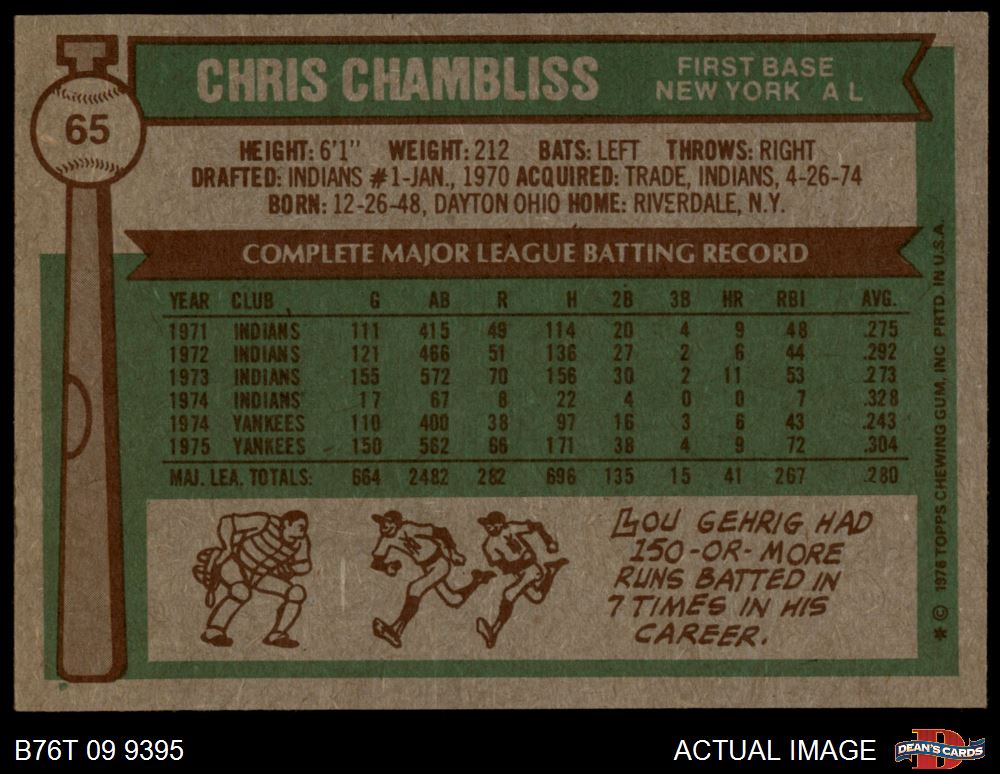 65
CHRIS CHAMBLISS
FIRST BASE
NEW YORK A L
HEIGHT: 6'1" WEIGHT: 212 BATS: LEFT THROWS: RIGHT
DRAFTED: INDIANS #1-JAN., 1970 ACQUIRED: TRADE, INDIANS, 4-26-74
BORN: 12-26-48, DAYTON OHIO HOME: RIVERDALE, N.Y.
COMPLETE MAJOR LEAGUE BATTING RECORD
YEAR CLUB G AB R H 2B 3B HR RBI AVG.
1971 INDIANS 111 415 49 114 20 4 9 48 .275
1972 INDIANS 121 466 51 136 27 2 6 44 .292
1973 INDIANS 155 572 70 156 30 2 11 53 .273
1974 INDIANS 17 67 8 22 4 0 0 7 .328
1974 YANKEES 110 400 38 97 16 3 6 43 .243
1975 YANKEES 150 562 66 171 38 4 9 72 .304
MAJ. LEA. TOTALS: 664 2482 282 696 135 15 41 267 .280
LOU GEHRIG HAD
150-OR-MORE
RUNS BATTED IN
7 TIMES IN HIS
CAREER.
* © 1976 TOPPS CHEWING GUM, INC PRTD. IN U.S.A.
B76T 09 9395
ACTUAL IMAGE
D
DEAN'S CARDS